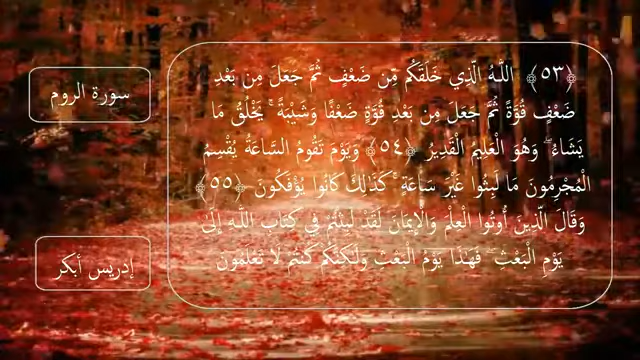 سورة الروم
﴿٥٣﴾ اللَّهُ الَّذِي خَلَقَكُم مِّن ضَعْفٍ ثُمَّ جَعَلَ مِن بَعْدِ
ضَعْفٍ قُوَّةً ثُمَّ جَعَلَ مِن بَعْدِ قُوَّةٍ ضَعْفًا وَشَيْبَةً ۚ يَخْلُقُ مَا
يَشَاءُ ۖ وَهُوَ الْعَلِيمُ الْقَدِيرُ ﴿٥٤﴾ وَيَوْمَ تَقُومُ السَّاعَةُ يُقْسِمُ
الْمُجْرِمُونَ مَا لَبِثُوا غَيْرَ سَاعَةٍ ۚ كَذَٰلِكَ كَانُوا يُؤْفَكُونَ ﴿٥٥﴾
وَقَالَ الَّذِينَ أُوتُوا الْعِلْمَ وَالْإِيمَانَ لَقَدْ لَبِثْتُمْ فِي كِتَابِ اللَّهِ إِلَىٰ
يَوْمِ الْبَعْثِ ۖ فَهَٰذَا يَوْمُ الْبَعْثِ وَلَٰكِنَّكُمْ كُنتُمْ لَا تَعْلَمُونَ
إدريس أبكر